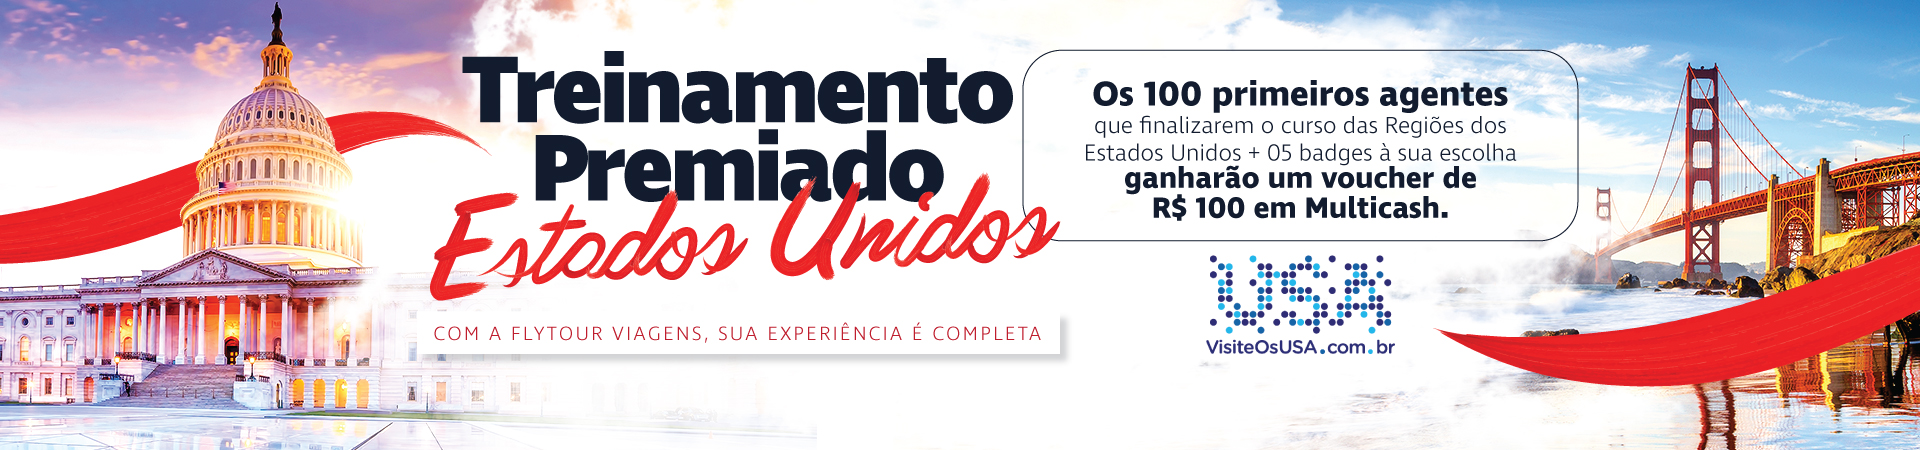 Treinamento
Premiado
Estados Unidos
COM A FLYTOUR VIAGENS, SUA EXPERIÊNCIA É COMPLETA
Os 100 primeiros agentes
que finalizarem o curso das Regiões dos
Estados Unidos + 05 badges à sua escolha
ganharão um voucher de
R$ 100 em Multicash.
USA
VisiteOsUSA.com.br